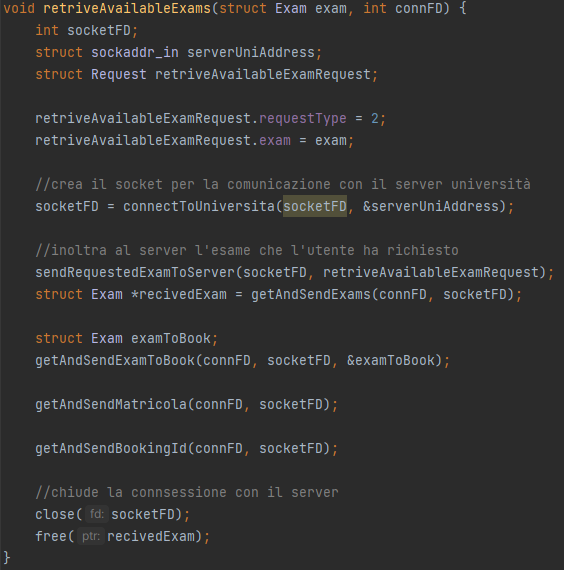 void retriveAvailableExams(struct Exam exam, int connFD) {
    int socketFD;
    struct sockaddr_in serverUniAddress;
    struct Request retriveAvailableExamRequest;

    retriveAvailableExamRequest.requestType = 2;
    retriveAvailableExamRequest.exam = exam;

    //crea il socket per la comunicazione con il server università
    socketFD = connectToUniversita(socketFD, &serverUniAddress);

    //inoltra al server l'esame che l'utente ha richiesto
    sendRequestedExamToServer(socketFD, retriveAvailableExamRequest);
    struct Exam *recivedExam = getAndSendExams(connFD, socketFD);

    struct Exam examToBook;
    getAndSendExamToBook(connFD, socketFD, &examToBook);

    getAndSendMatricola(connFD, socketFD);

    getAndSendBookingId(connFD, socketFD);

    //chiude la connsessione con il server
    close( fd: socketFD);
    free( ptr: recivedExam);
}